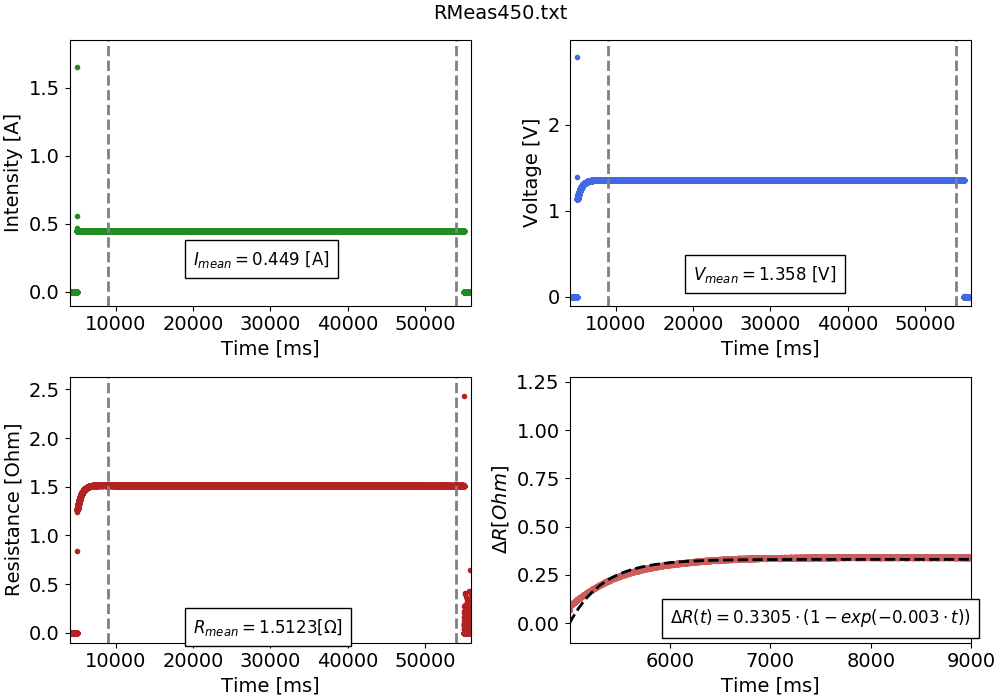 RMeas450.txt
Intensity [A]
1.5
1.0
0.5
0.0
I_mean = 0.449 [A]
10000 20000 30000 40000 50000
Time [ms]
Voltage [V]
2
1
0
V_mean = 1.358 [V]
10000 20000 30000 40000 50000
Time [ms]
Resistance [Ohm]
2.5
2.0
1.5
1.0
0.5
0.0
R_mean = 1.5123[Ω]
10000 20000 30000 40000 50000
Time [ms]
ΔR[Ohm]
1.25
1.00
0.75
0.50
0.25
0.00
ΔR(t) = 0.3305 · (1 − exp(−0.003 · t))
6000 7000 8000 9000
Time [ms]